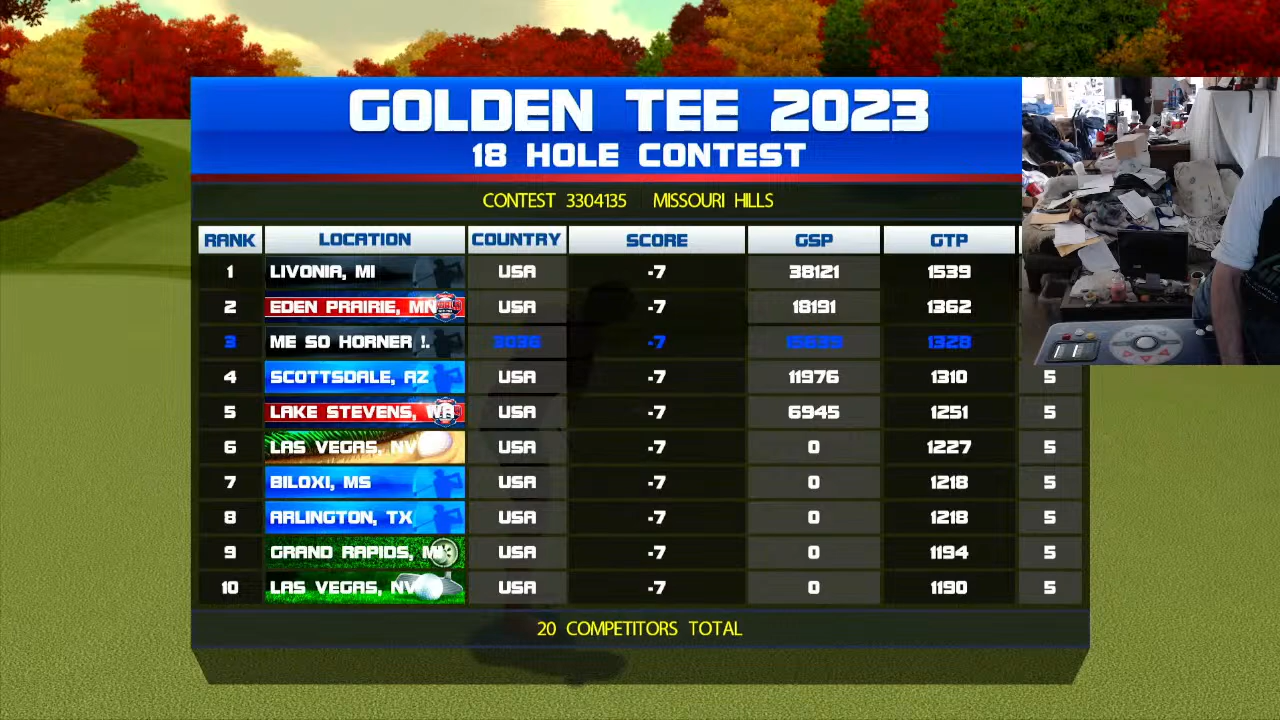 GOLDEN TEE 2023
18 HOLE CONTEST
CONTEST 3304135 MISSOURI HILLS
RANK LOCATION COUNTRY SCORE GSP GTP
1 LIVONIA, MI USA -7 38121 1539
2 EDEN PRAIRIE, MN USA -7 18191 1362
3 ME SO HORNER !. 3036 -7 15639 1328
4 SCOTTSDALE, AZ USA -7 11976 1310 5
5 LAKE STEVENS, WA USA -7 6945 1251 5
6 LAS VEGAS, NV USA -7 0 1227 5
7 BILOXI, MS USA -7 0 1218 5
8 ARLINGTON, TX USA -7 0 1218 5
9 GRAND RAPIDS, MI USA -7 0 1194 5
10 LAS VEGAS, NV USA -7 0 1190 5
20 COMPETITORS TOTAL